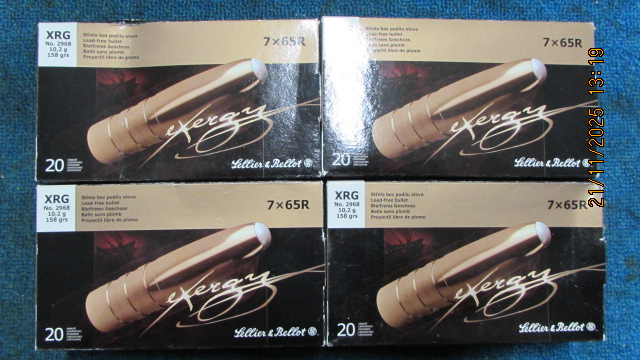 XRG
No. 2968
10,2 g
158 grs
Střela bez podílu olova
Lead-free bullet
Bleifreies Geschoss
Balle sans plomb
Proyectil libre de plomo
7×65R
exergy
20
Sellier & Bellot
XRG
No. 2968
10,2 g
158 grs
Střela bez podílu olova
free bullet
Bleifreies Geschoss
sans plomb
Proyectil libre de plomo
7×65R
exergy
20
Sellier & Bellot
XRG
No. 2968
10,2 g
158 grs
Střela bez podílu olova
Lead-free bullet
Bleifreies Geschoss
Balle sans plomb
Proyectil libre de plomo
7×65R
exergy
20
Sellier & Bellot
XRG
No. 2968
10,2 g
158 grs
Střela bez podílu olova
Lead-free bullet
Bleifreies Geschoss
Balle sans plomb
Proyectil libre de plomo
7×65R
exergy
20
Sellier & Bellot
21/11/2025 13:19